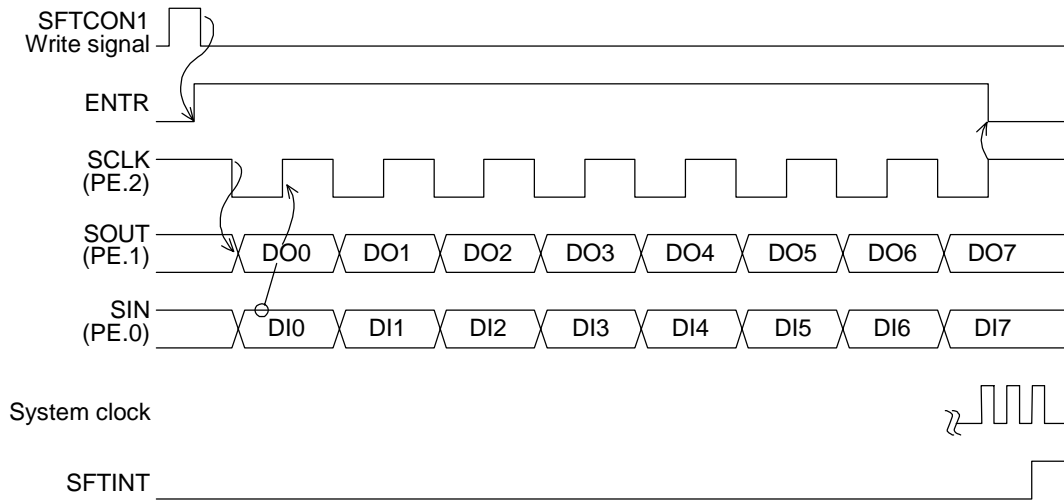 SFTCON1
Write signal
ENTR
SCLK
(PE.2)
SOUT
(PE.1)
DO0 DO1 DO2 DO3 DO4 DO5 DO6 DO7
SIN
(PE.0)
DI0 DI1 DI2 DI3 DI4 DI5 DI6 DI7
System clock
SFTINT